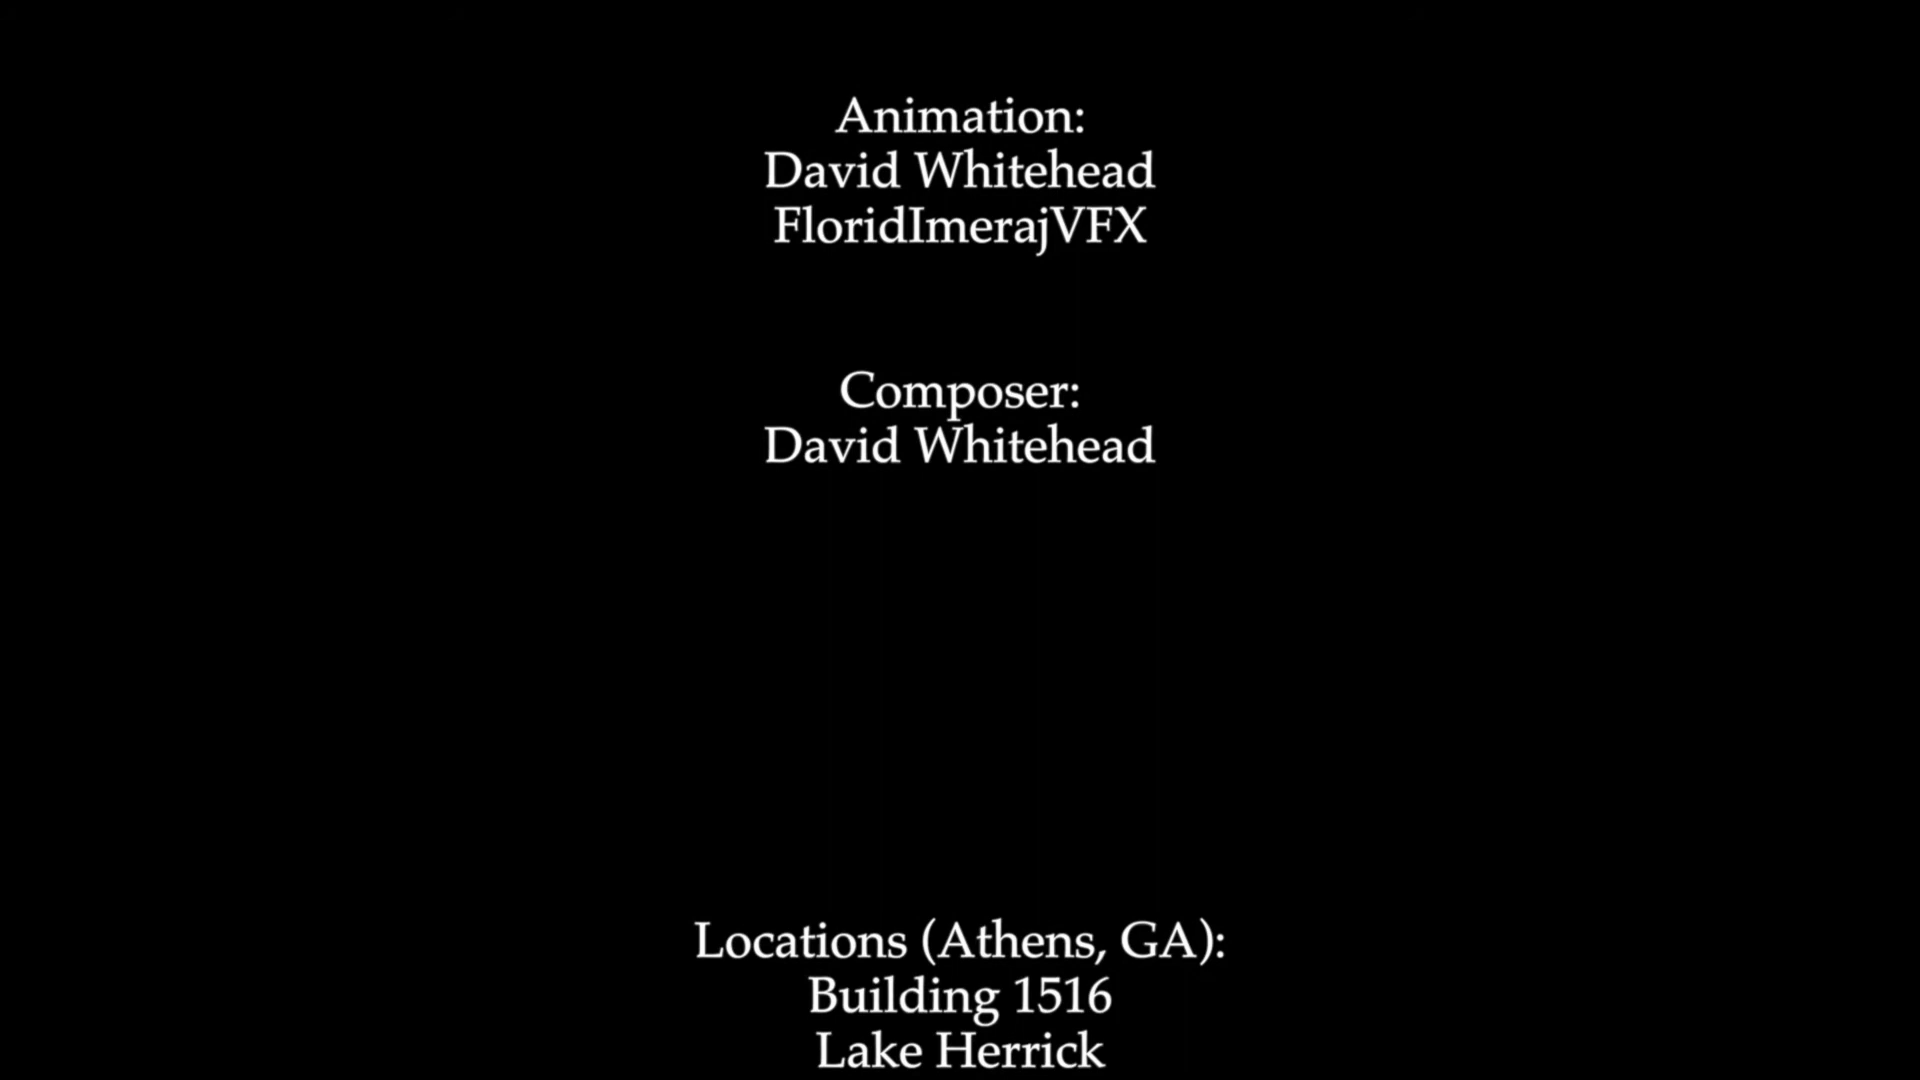 Animation:
David Whitehead
FloridImerajVFX
Composer:
David Whitehead
Locations (Athens, GA):
Building 1516
Lake Herrick